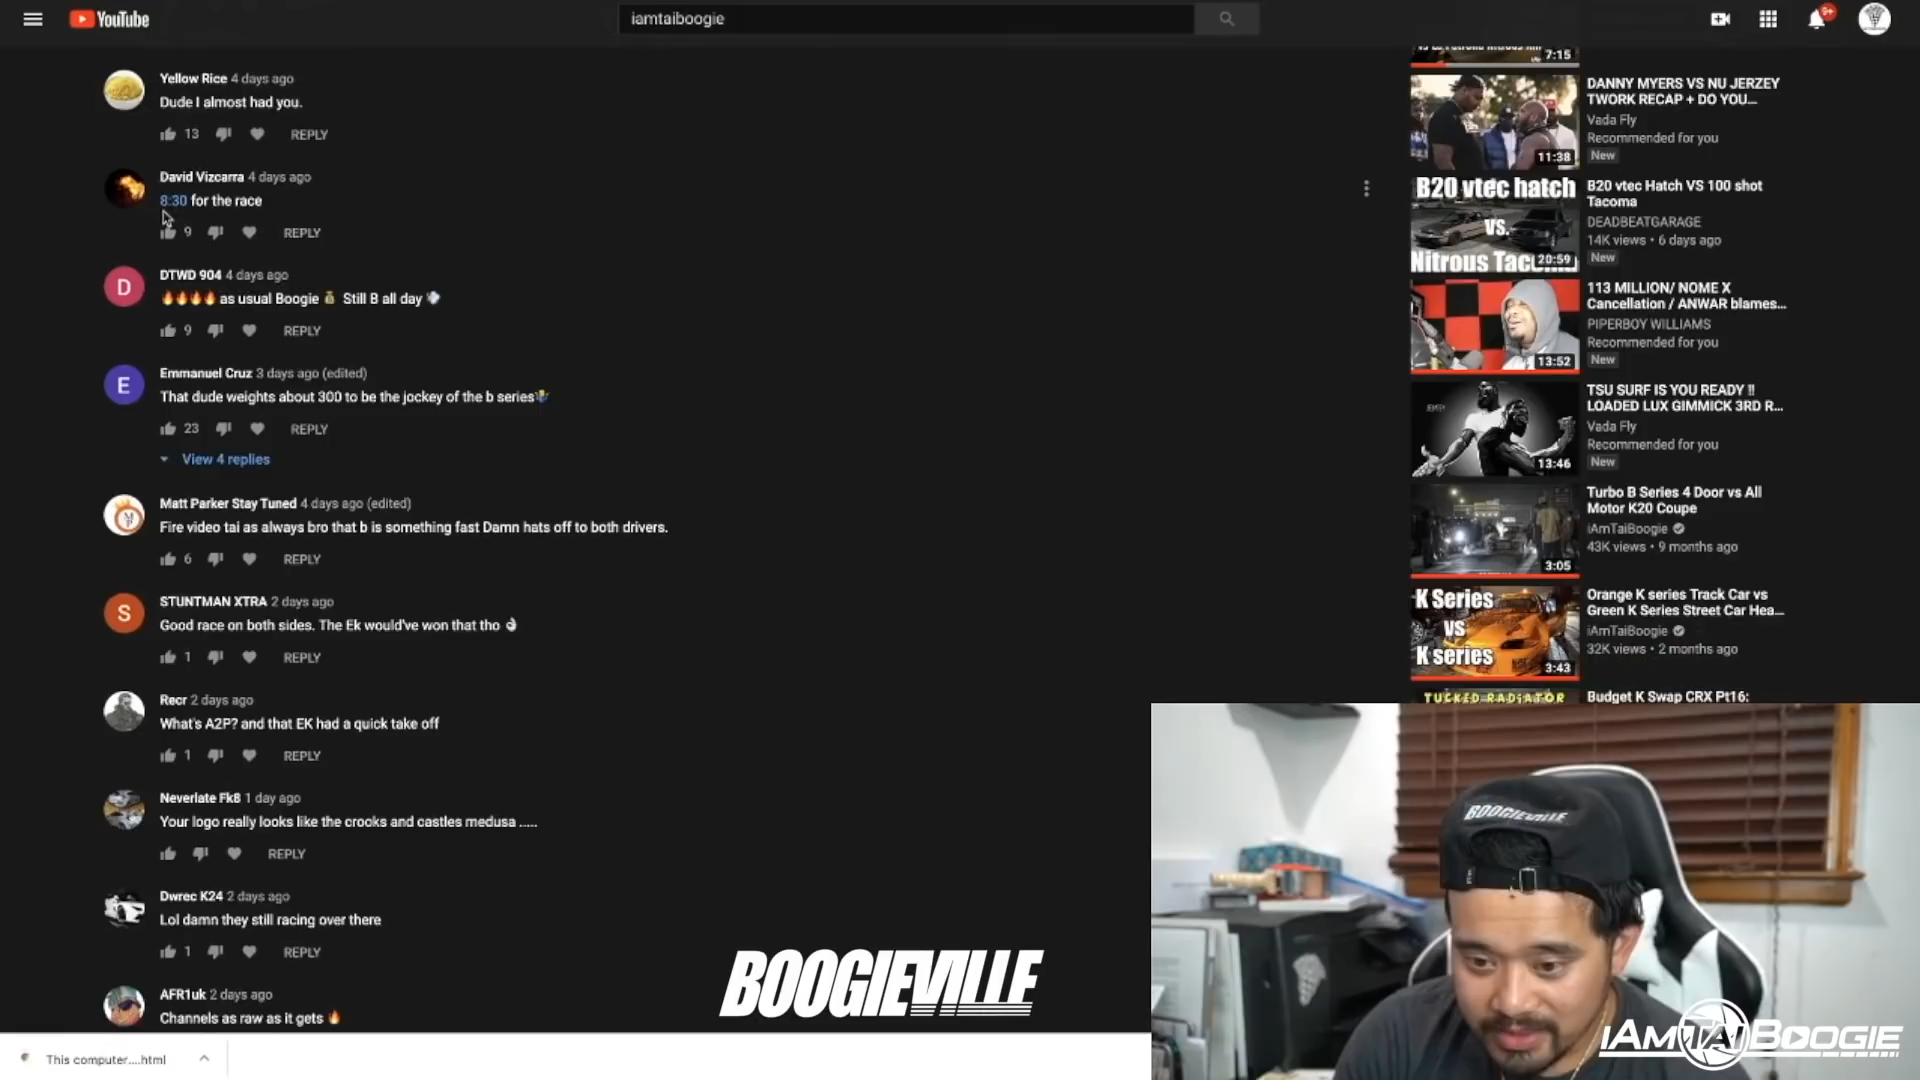 YouTube
iamtaiboogie
9+
Yellow Rice 4 days ago
Dude I almost had you.
13 REPLY
David Vizcarra 4 days ago
8:30 for the race
9 REPLY
DTWD 904 4 days ago
🔥🔥🔥🔥 as usual Boogie 💰 Still B all day 💨
9 REPLY
D
Emmanuel Cruz 3 days ago (edited)
E
That dude weights about 300 to be the jockey of the b series
23 REPLY
View 4 replies
Matt Parker Stay Tuned 4 days ago (edited)
Fire video tai as always bro that b is something fast Damn hats off to both drivers.
6 REPLY
STUNTMAN XTRA 2 days ago
S
Good race on both sides. The Ek would've won that tho 👌
1 REPLY
Recr 2 days ago
What's A2P? and that EK had a quick take off
1 REPLY
Neverlate Fk8 1 day ago
Your logo really looks like the crooks and castles medusa .....
REPLY
Dwrec K24 2 days ago
Lol damn they still racing over there
1 REPLY
AFR1uk 2 days ago
Channels as raw as it gets 🔥
7:15
DANNY MYERS VS NU JERZEY
TWORK RECAP + DO YOU...
Vada Fly
Recommended for you
New
11:38
B20 vtec hatch
vs.
Nitrous Tacoma
20:59
B20 vtec Hatch VS 100 shot
Tacoma
DEADBEATGARAGE
14K views • 6 days ago
New
113 MILLION/ NOME X
Cancellation / ANWAR blames...
PIPERBOY WILLIAMS
Recommended for you
New
13:52
TSU SURF IS YOU READY !!
LOADED LUX GIMMICK 3RD R...
Vada Fly
Recommended for you
New
13:46
Turbo B Series 4 Door vs All
Motor K20 Coupe
iAmTaiBoogie
43K views • 9 months ago
3:05
K Series
VS
K series
3:43
Orange K series Track Car vs
Green K Series Street Car Hea...
iAmTaiBoogie
32K views • 2 months ago
TUCKED RADIATOR
Budget K Swap CRX Pt16:
BOOGIEVILLE
BOOGIEVILLE
iAmTaiBoogie
This computer....html